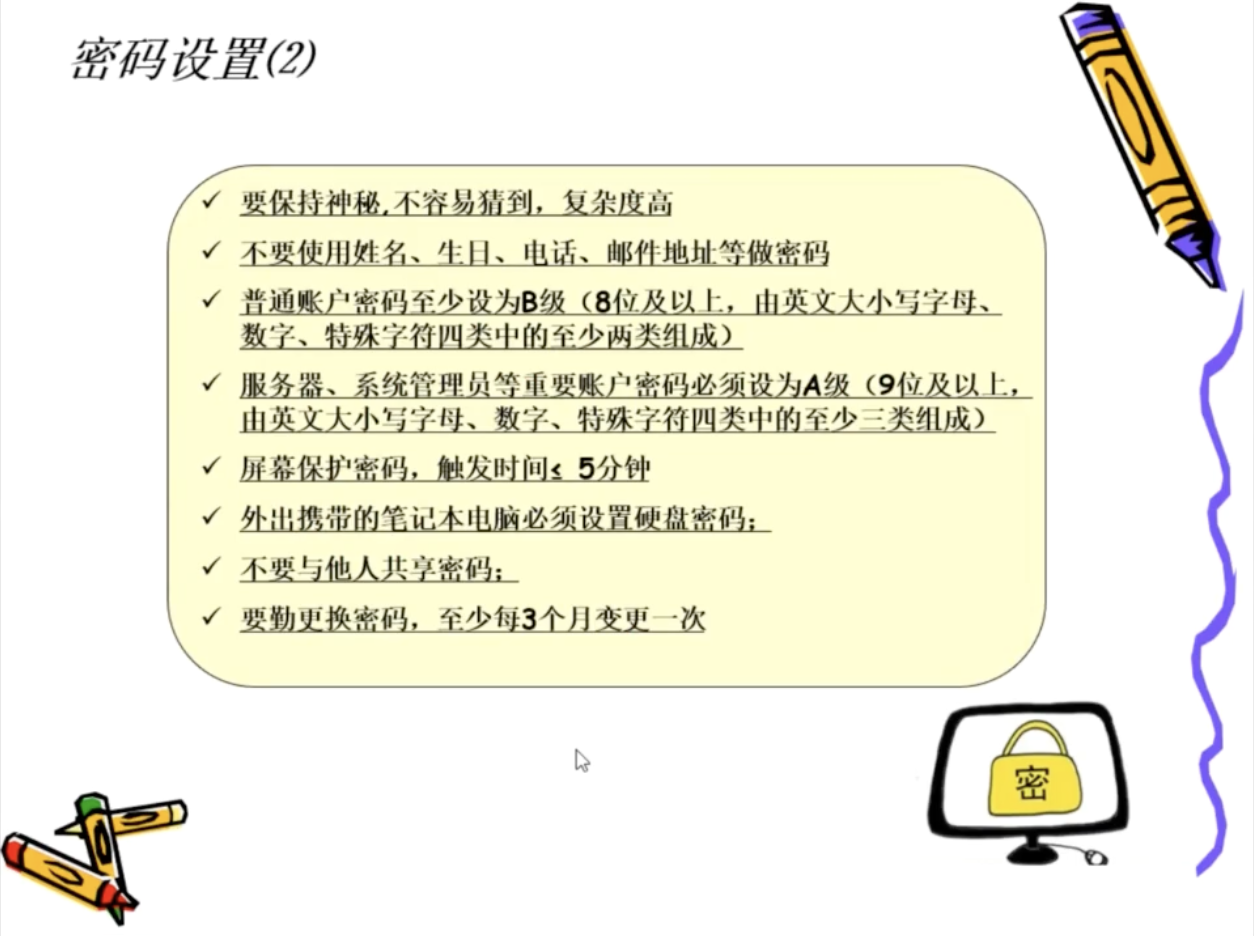 密码设置(2)
✓ 要保持神秘,不容易猜到，复杂度高
✓ 不要使用姓名、生日、电话、邮件地址等做密码
✓ 普通账户密码至少设为B级（8位及以上，由英文大小写字母、
数字、特殊字符四类中的至少两类组成）
✓ 服务器、系统管理员等重要账户密码必须设为A级（9位及以上，
由英文大小写字母、数字、特殊字符四类中的至少三类组成）
✓ 屏幕保护密码，触发时间≤ 5分钟
✓ 外出携带的笔记本电脑必须设置硬盘密码；
✓ 不要与他人共享密码；
✓ 要勤更换密码，至少每3个月变更一次
密